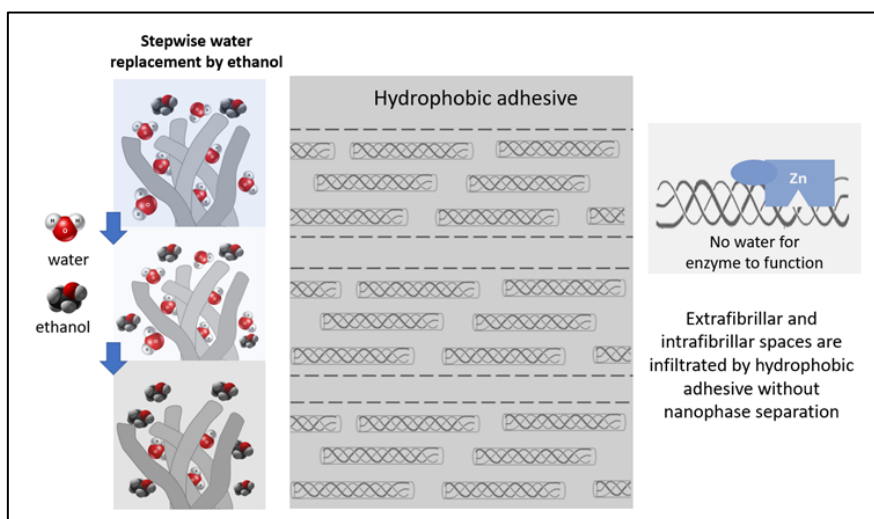 Stepwise water
replacement by ethanol
H H
O
water
ethanol
Hydrophobic adhesive
Zn
No water for
enzyme to function
Extrafibrillar and
intrafibrillar spaces are
infiltrated by hydrophobic
adhesive without
nanophase separation